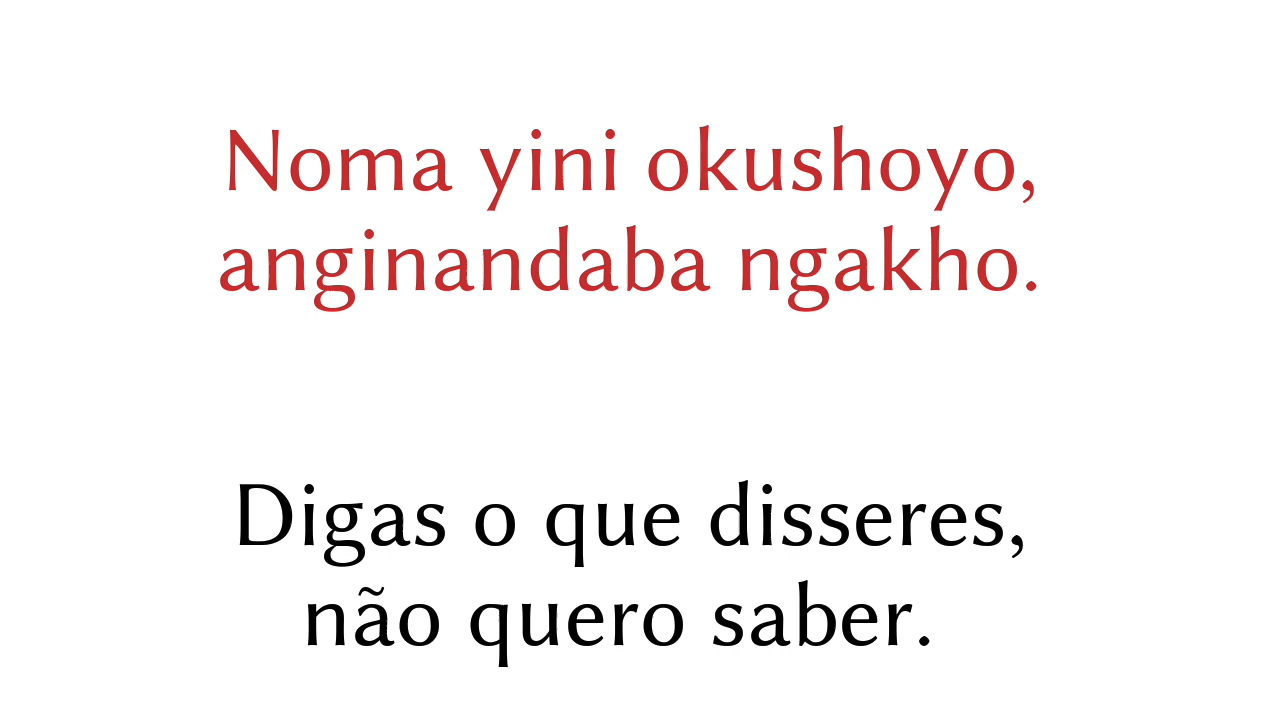 Noma yini okushoyo,
anginandaba ngakho.
Digas o que disseres,
não quero saber.